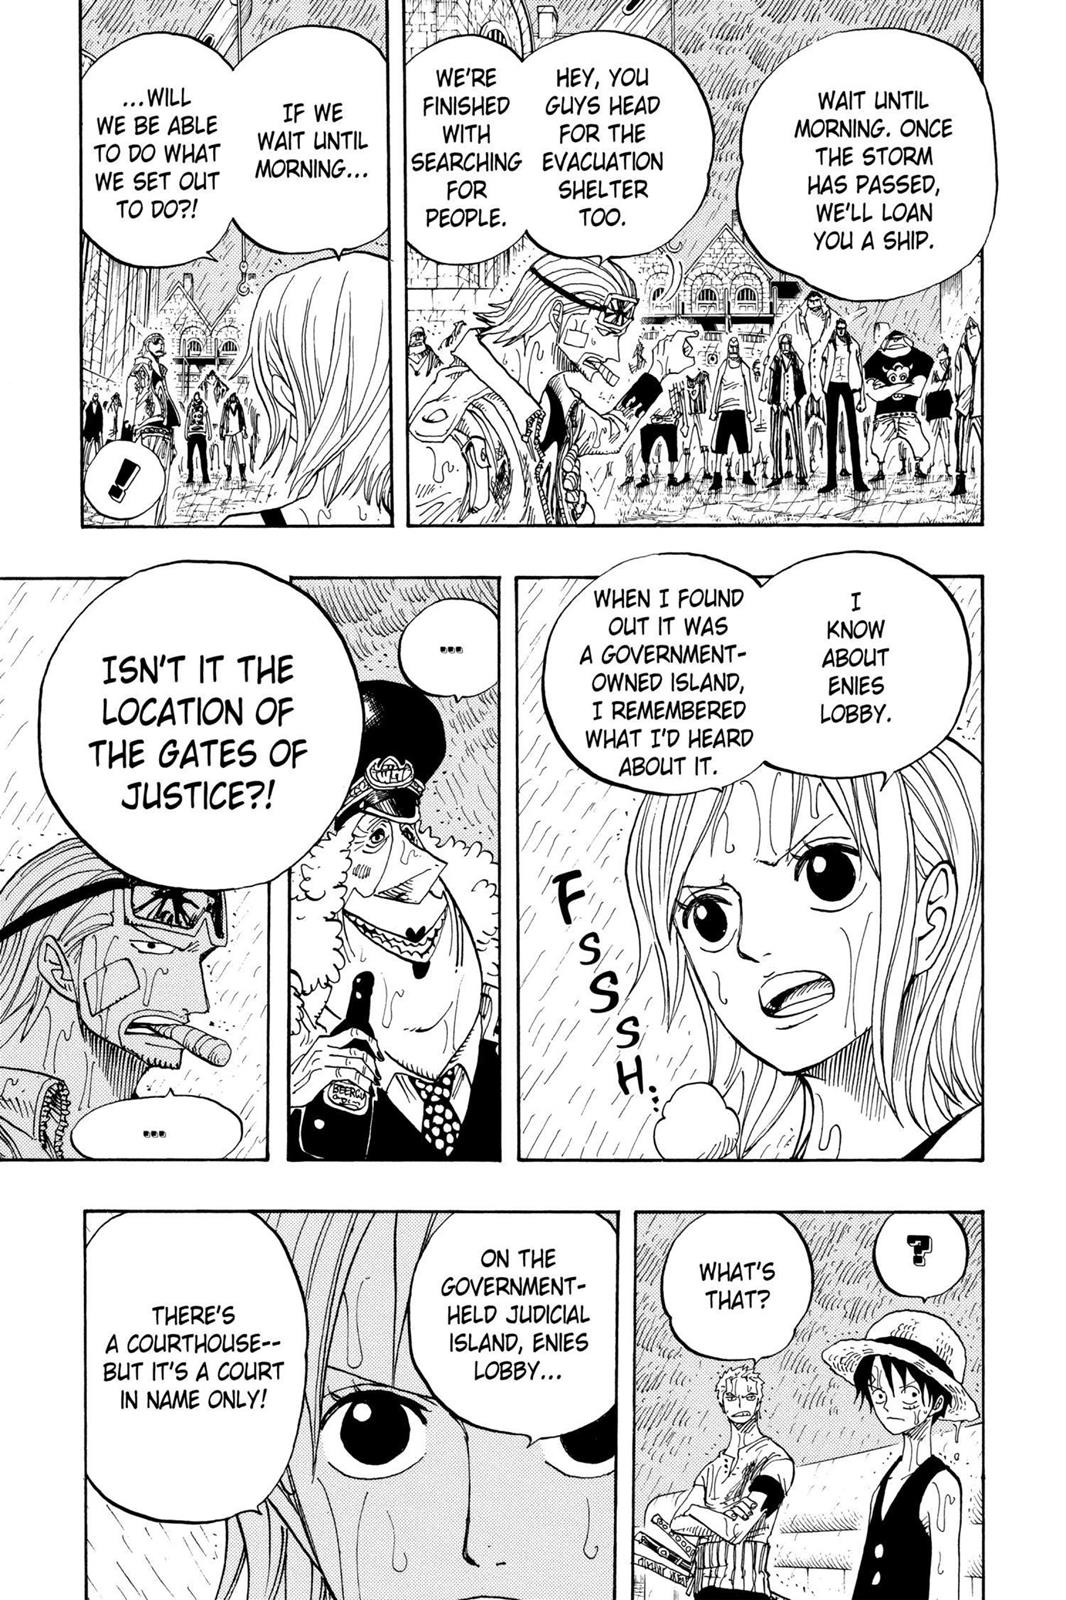 WAIT UNTIL
MORNING. ONCE
THE STORM
HAS PASSED,
WE'LL LOAN
YOU A SHIP.
HEY, YOU
GUYS HEAD
FOR THE
EVACUATION
SHELTER
TOO.
WE'RE
FINISHED
WITH
SEARCHING
FOR
PEOPLE.
IF WE
WAIT UNTIL
MORNING...
...WILL
WE BE ABLE
TO DO WHAT
WE SET OUT
TO DO?!
!
I
KNOW
ABOUT
ENIES
LOBBY.
WHEN I FOUND
OUT IT WAS
A GOVERNMENT-
OWNED ISLAND,
I REMEMBERED
WHAT I'D HEARD
ABOUT IT.
FSSSH...
...
ISN'T IT THE
LOCATION OF
THE GATES OF
JUSTICE?!
...
?
WHAT'S
THAT?
ON THE
GOVERNMENT-
HELD JUDICIAL
ISLAND, ENIES
LOBBY...
THERE'S
A COURTHOUSE--
BUT IT'S A COURT
IN NAME ONLY!